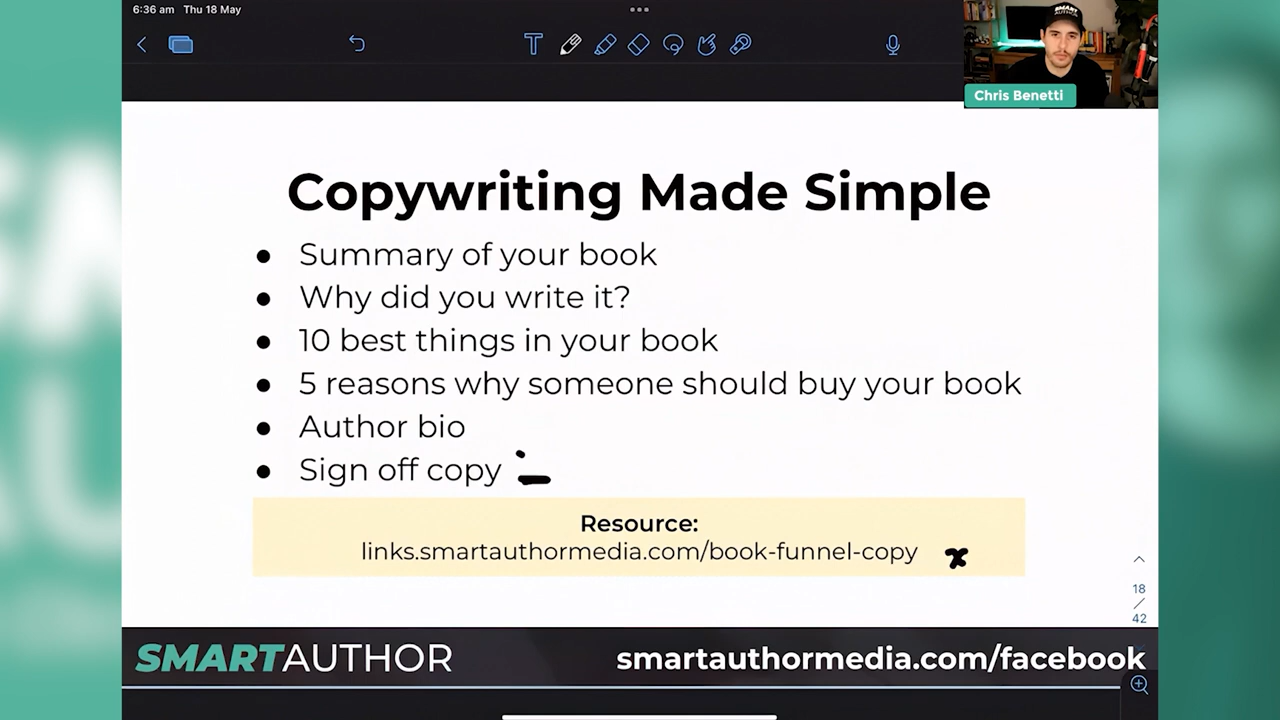 6:36 am Thu 18 May
SMART
AUTHOR
Chris Benetti
Copywriting Made Simple
● Summary of your book
● Why did you write it?
● 10 best things in your book
● 5 reasons why someone should buy your book
● Author bio
● Sign off copy
Resource:
links.smartauthormedia.com/book-funnel-copy
18
/
42
SMARTAUTHOR
smartauthormedia.com/facebook